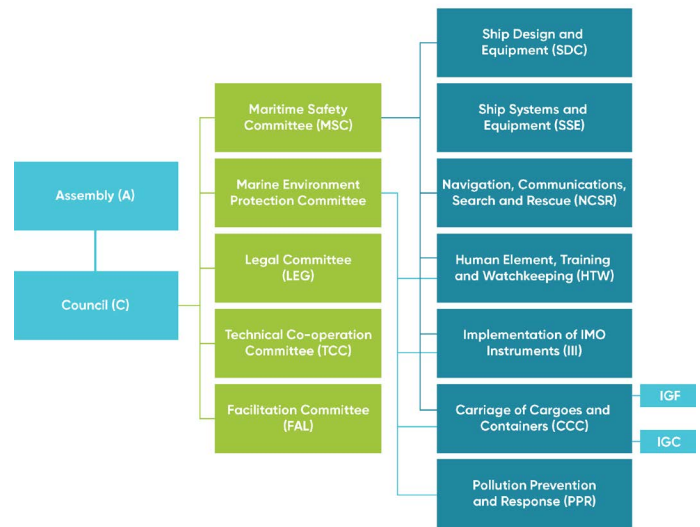 Assembly (A)
Council (C)
Maritime Safety
Committee (MSC)
Marine Environment
Protection Committee
Legal Committee
(LEG)
Technical Co-operation
Committee (TCC)
Facilitation Committee
(FAL)
Ship Design and
Equipment (SDC)
Ship Systems and
Equipment (SSE)
Navigation, Communications,
Search and Rescue (NCSR)
Human Element, Training
and Watchkeeping (HTW)
Implementation of IMO
Instruments (III)
Carriage of Cargoes and
Containers (CCC)
Pollution Prevention
and Response (PPR)
IGF
IGC